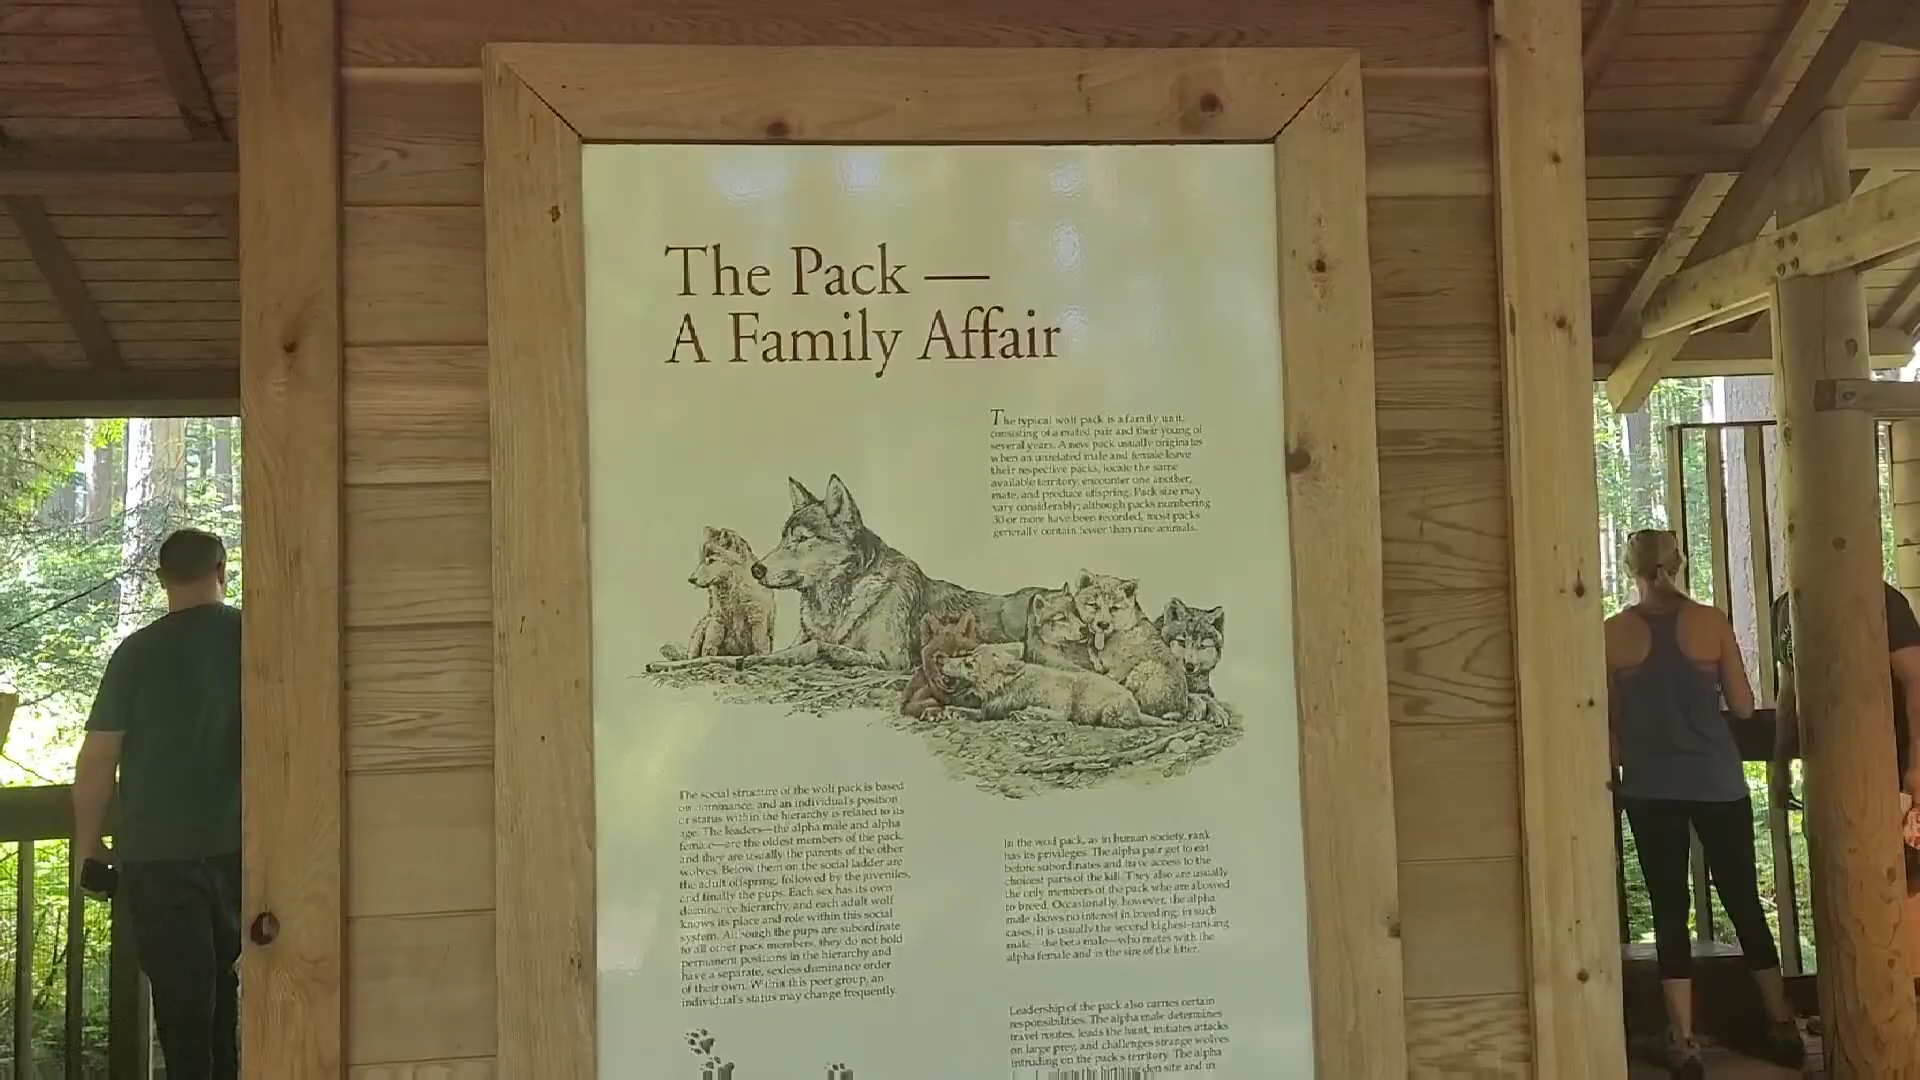 The Pack —
A Family Affair
The typical wolf pack is a family unit,
consisting of a mated pair and their young of
several years. A new pack usually originates
when an unrelated male and female leave
their respective packs, locate the same
available territory, encounter one another,
mate, and produce offspring. Pack size may
vary considerably; although packs numbering
30 or more have been recorded, most packs
generally contain fewer than nine animals.
The social structure of the wolf pack is based
on dominance, and an individual's position
or status within the hierarchy is related to its
age. The leaders—the alpha male and alpha
female—are the oldest members of the pack,
and they are usually the parents of the other
wolves. Below them on the social ladder are
the adult offspring, followed by the juveniles,
and finally the pups. Each sex has its own
dominance hierarchy, and each adult wolf
knows its place and role within this social
system. Although the pups are subordinate
to all other pack members, they do not hold
permanent positions in the hierarchy and
have a separate, sexless dominance order
of their own. Within this peer group, an
individual's status may change frequently.
In the wolf pack, as in human society, rank
has its privileges. The alpha pair get to eat
before subordinates and have access to the
choicest parts of the kill. They also are usually
the only members of the pack who are allowed
to breed. Occasionally, however, the alpha
male shows no interest in breeding; in such
cases, it is usually the second highest-ranking
male—the beta male—who mates with the
alpha female and is the sire of the litter.
Leadership of the pack also carries certain
responsibilities. The alpha male determines
travel routes, leads the hunt, initiates attacks
on large prey, and challenges strange wolves
intruding on the pack's territory. The alpha
den site and in